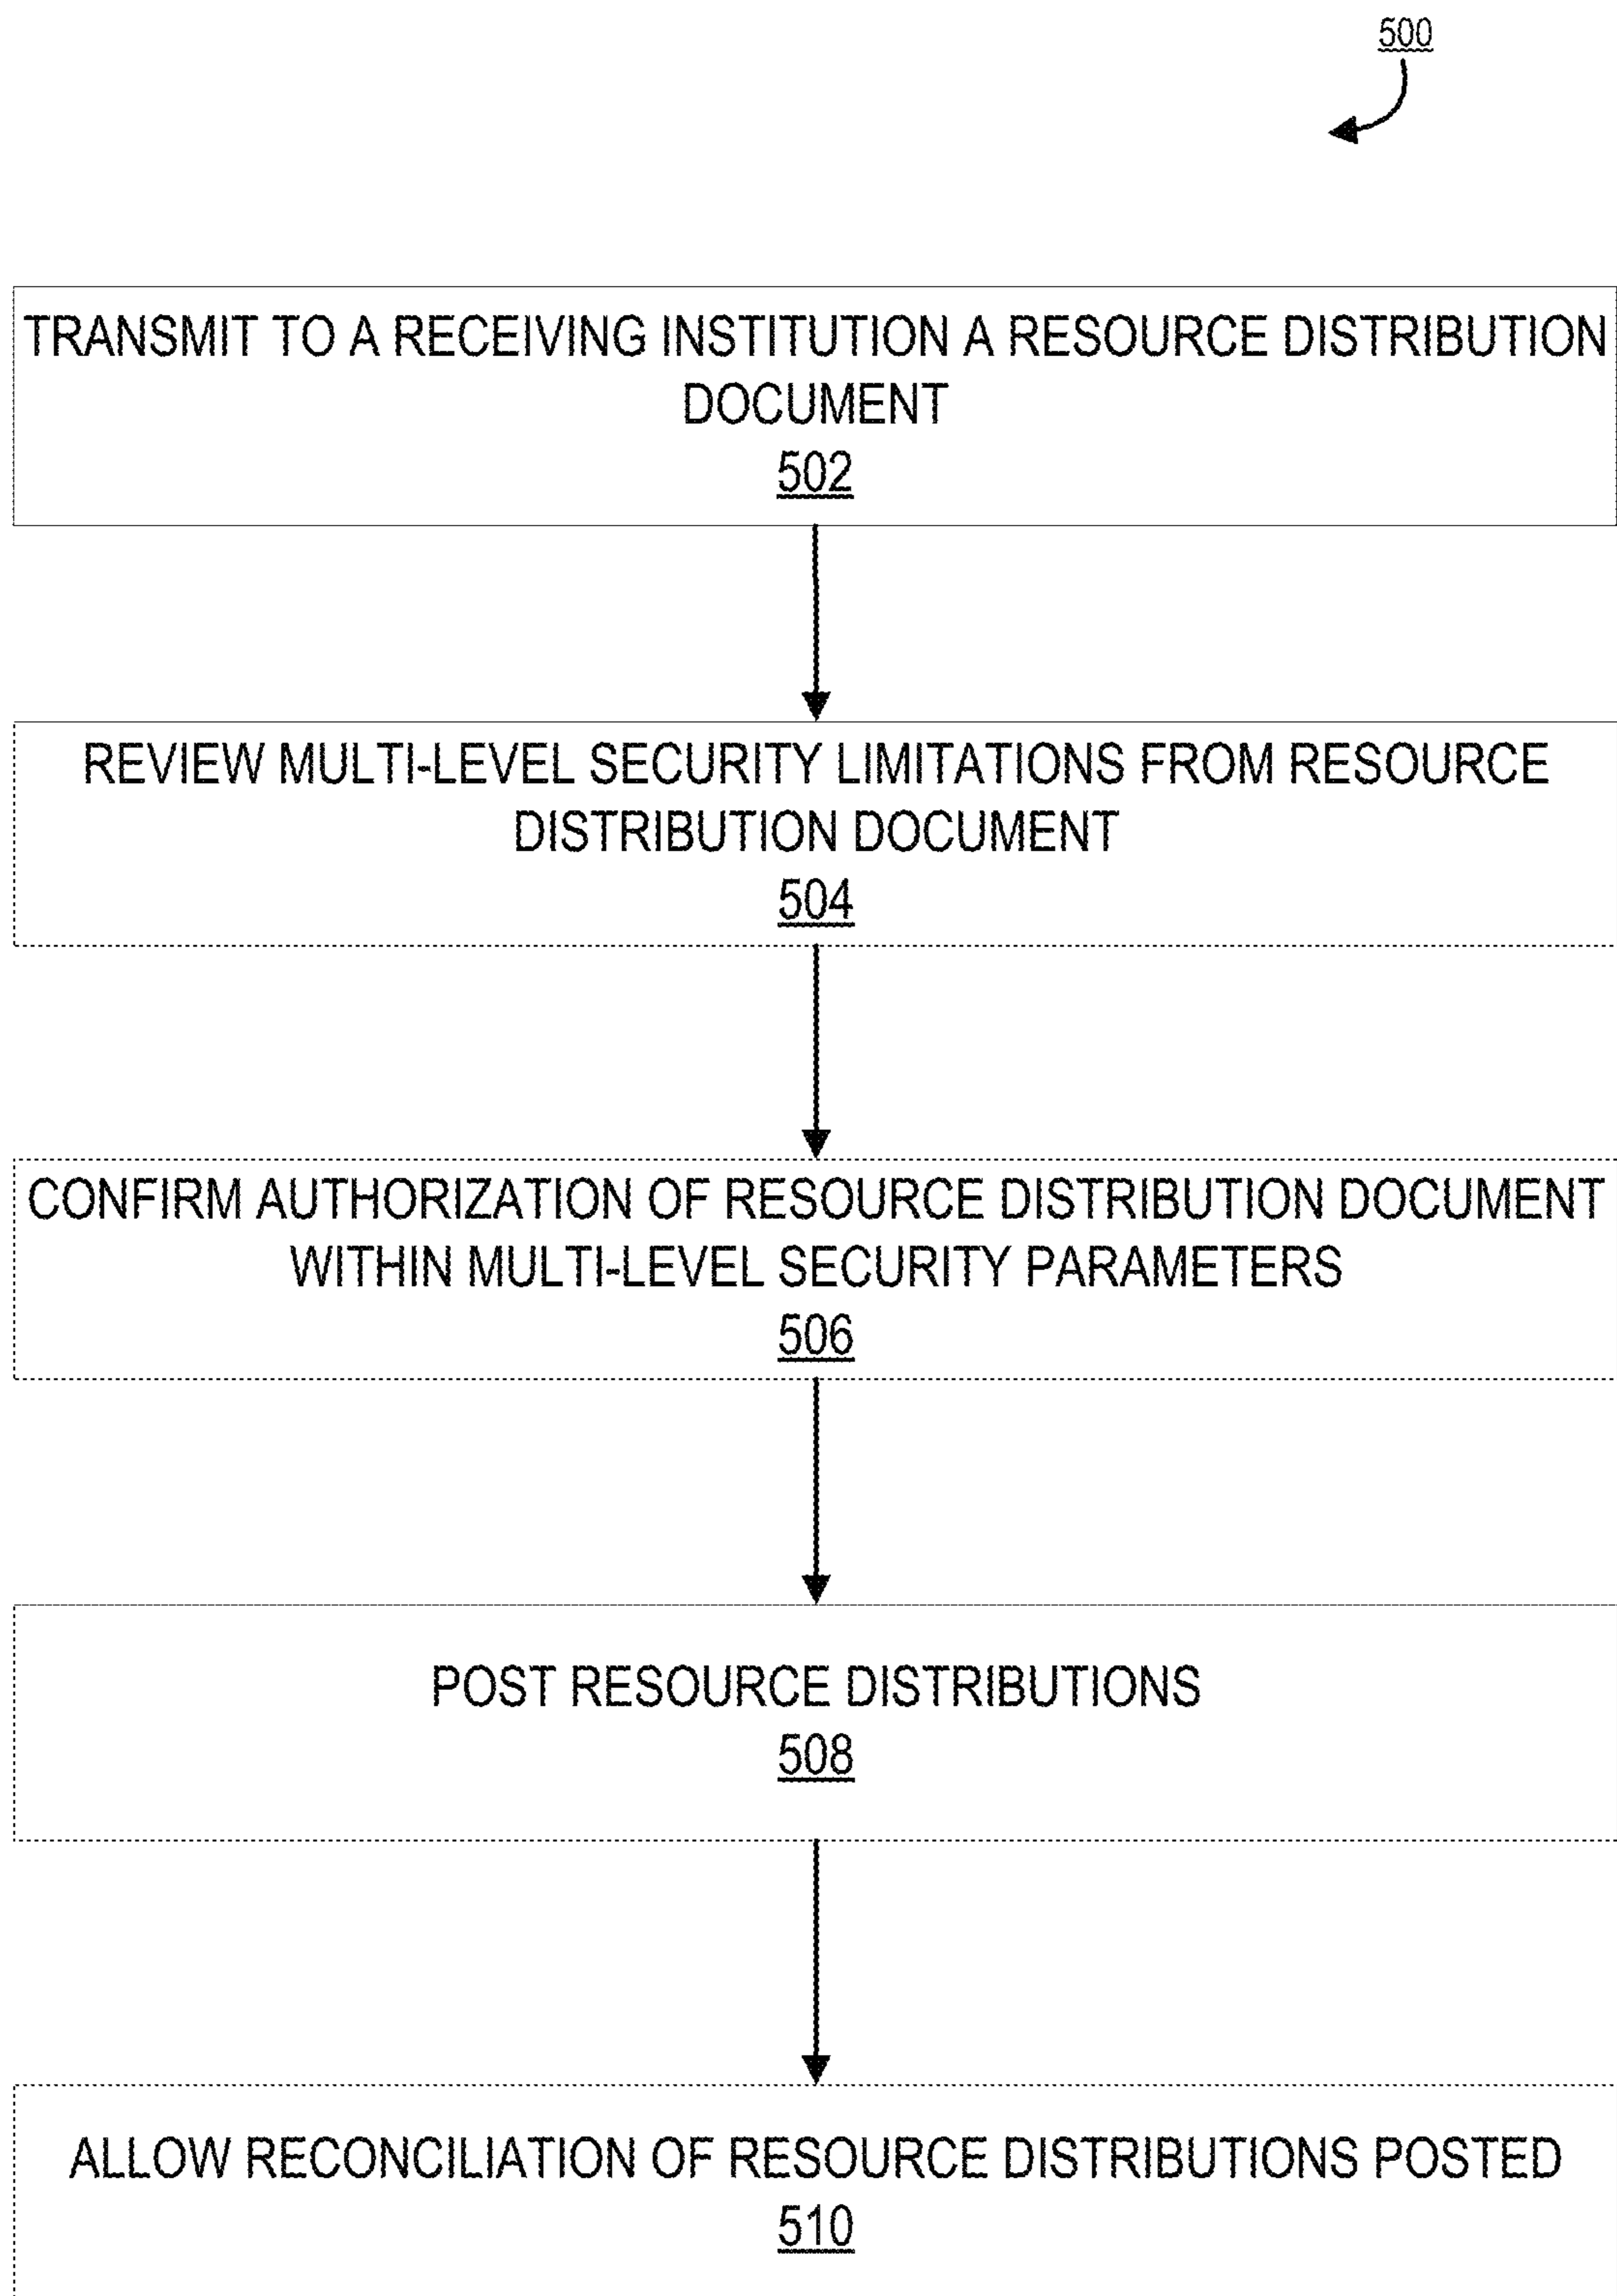 500
TRANSMIT TO A RECEIVING INSTITUTION A RESOURCE DISTRIBUTION
DOCUMENT
502
REVIEW MULTI-LEVEL SECURITY LIMITATIONS FROM RESOURCE
DISTRIBUTION DOCUMENT
504
CONFIRM AUTHORIZATION OF RESOURCE DISTRIBUTION DOCUMENT
WITHIN MULTI-LEVEL SECURITY PARAMETERS
506
POST RESOURCE DISTRIBUTIONS
508
ALLOW RECONCILIATION OF RESOURCE DISTRIBUTIONS POSTED
510